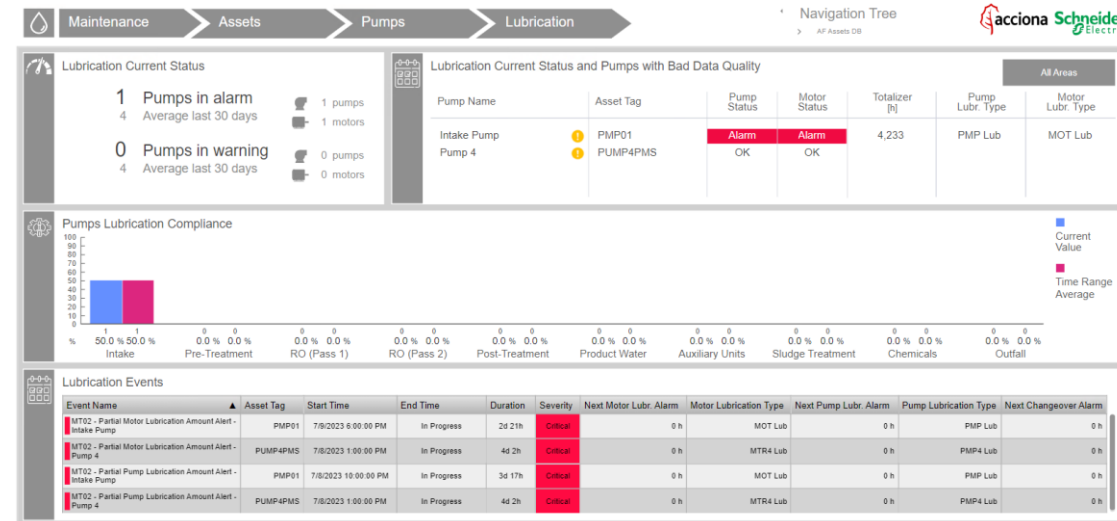 Maintenance Assets Pumps Lubrication
Navigation Tree
AF Assets DB
acciona Schneide
Electr
Lubrication Current Status
1 Pumps in alarm
4 Average last 30 days
1 pumps
1 motors
0 Pumps in warning
4 Average last 30 days
0 pumps
0 motors
Lubrication Current Status and Pumps with Bad Data Quality
All Areas
Pump Name Asset Tag Pump Status Motor Status Totalizer [h] Pump Lubr. Type Motor Lubr. Type
Intake Pump PMP01 Alarm Alarm 4,233 PMP Lub MOT Lub
Pump 4 PUMP4PMS OK OK
Pumps Lubrication Compliance
100
90
80
70
60
50
40
30
20
10
0
Current
Value
Time Range
Average
1 1 0 0 0 0 0 0 0 0 0 0 0 0 0 0 0 0 0 0
% 50.0 % 50.0 % 0.0 % 0.0 % 0.0 % 0.0 % 0.0 % 0.0 % 0.0 % 0.0 % 0.0 % 0.0 % 0.0 % 0.0 % 0.0 % 0.0 % 0.0 % 0.0 % 0.0 % 0.0 %
Intake Pre-Treatment RO (Pass 1) RO (Pass 2) Post-Treatment Product Water Auxiliary Units Sludge Treatment Chemicals Outfall
Lubrication Events
Event Name Asset Tag Start Time End Time Duration Severity Next Motor Lubr. Alarm Motor Lubrication Type Next Pump Lubr. Alarm Pump Lubrication Type Next Changeover Alarm
MT02 - Partial Motor Lubrication Amount Alert - Intake Pump PMP01 7/9/2023 6:00:00 PM In Progress 2d 21h Critical 0 h MOT Lub 0 h PMP Lub 0 h
MT02 - Partial Motor Lubrication Amount Alert - Pump 4 PUMP4PMS 7/8/2023 1:00:00 PM In Progress 4d 2h Critical 0 h MTR4 Lub 0 h PMP4 Lub 0 h
MT02 - Partial Pump Lubrication Amount Alert - Intake Pump PMP01 7/8/2023 10:00:00 PM In Progress 3d 17h Critical 0 h MOT Lub 0 h PMP Lub 0 h
MT02 - Partial Pump Lubrication Amount Alert - Pump 4 PUMP4PMS 7/8/2023 1:00:00 PM In Progress 4d 2h Critical 0 h MTR4 Lub 0 h PMP4 Lub 0 h